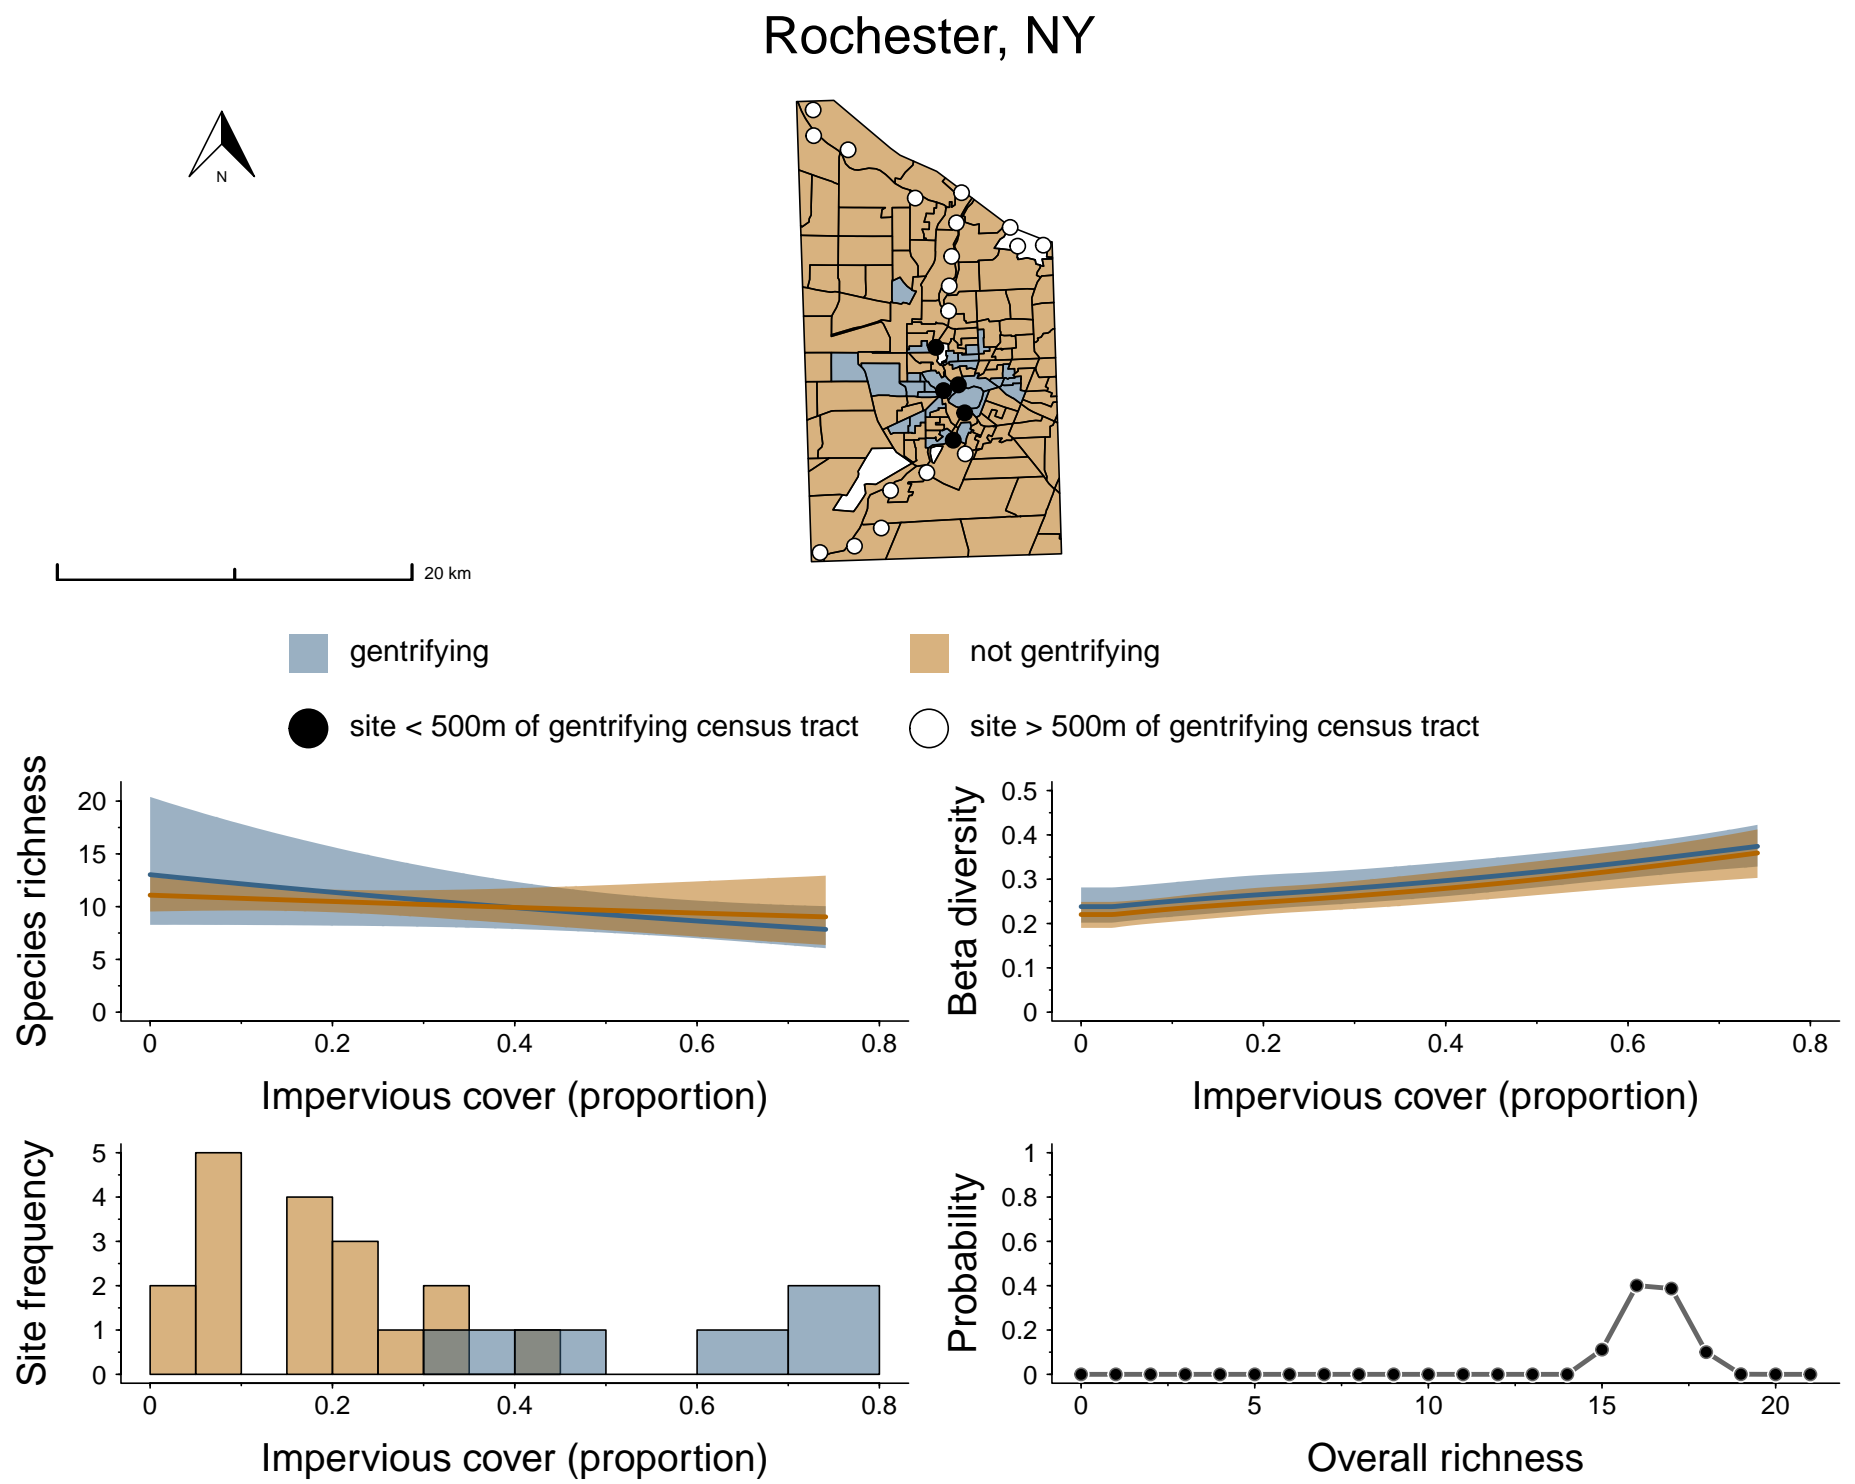 Rochester, NY
N
20 km
gentrifying
not gentrifying
site < 500m of gentrifying census tract
site > 500m of gentrifying census tract
Species richness
20
15
10
5
0
0 0.2 0.4 0.6 0.8
Impervious cover (proportion)
Beta diversity
0.5
0.4
0.3
0.2
0.1
0
0 0.2 0.4 0.6 0.8
Impervious cover (proportion)
Site frequency
5
4
3
2
1
0
0 0.2 0.4 0.6 0.8
Impervious cover (proportion)
Probability
1
0.8
0.6
0.4
0.2
0
0 5 10 15 20
Overall richness